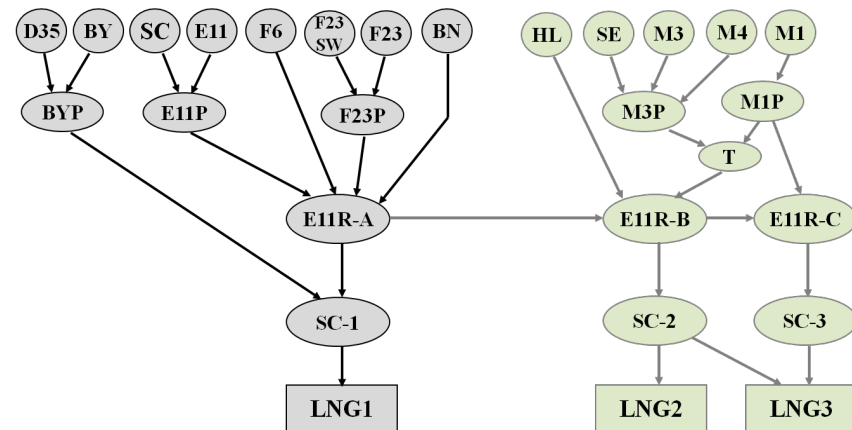 D35
BY
SC
E11
F6
F23
SW
F23
BN
HL
SE
M3
M4
M1
BYP
E11P
F23P
M3P
M1P
T
E11R-A
E11R-B
E11R-C
SC-1
SC-2
SC-3
LNG1
LNG2
LNG3